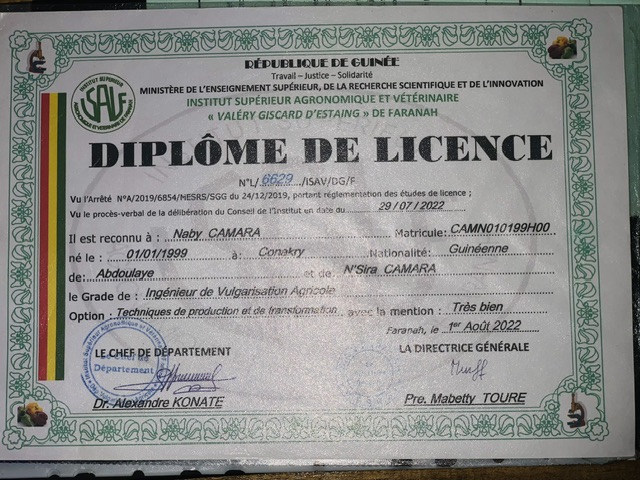 RÉPUBLIQUE DE GUINÉE
Travail – Justice – Solidarité
MINISTÈRE DE L'ENSEIGNEMENT SUPÉRIEUR, DE LA RECHERCHE SCIENTIFIQUE ET DE L'INNOVATION
INSTITUT SUPÉRIEUR AGRONOMIQUE ET VÉTÉRINAIRE
« VALÉRY GISCARD D'ESTAING » DE FARANAH
ISAV.F
DIPLÔME DE LICENCE
N°L/ 6629 /ISAV/DG/F
Vu l'Arrêté N°A/2019/6854/MESRS/SGG du 24/12/2019, portant réglementation des études de licence ;
Vu le procès-verbal de la délibération du Conseil de l'Institut en date du 29 / 07 / 2022
Il est reconnu à : Naby CAMARA Matricule: CAMN010199H00
né le : 01/01/1999 à: Conakry Nationalité: Guinéenne
de: Abdoulaye et de N'Sira CAMARA
le Grade de : Ingénieur de Vulgarisation Agricole
Option : Techniques de production et de transformation avec la mention : Très bien
Faranah, le 1er Août 2022
LE CHEF DE DÉPARTEMENT LA DIRECTRICE GÉNÉRALE
Le Chef de
Département
Dr. Alexandre KONATE Pre. Mabetty TOURE